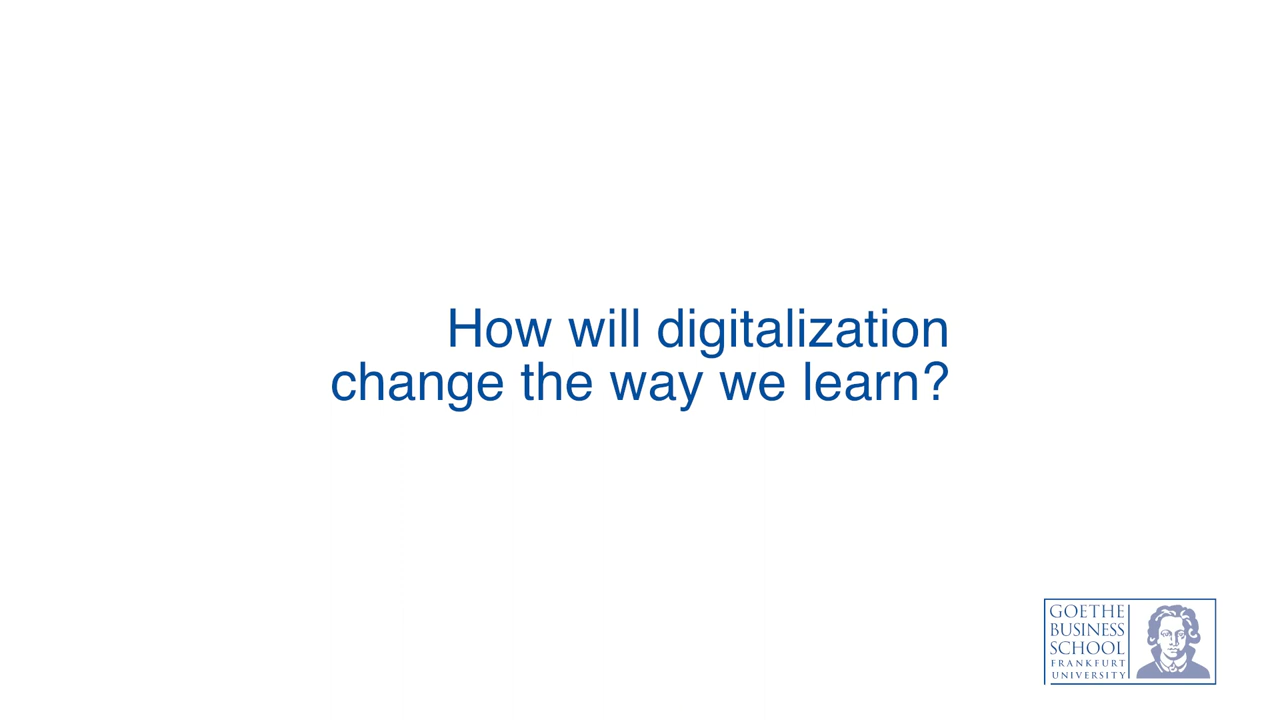 How will digitalization
change the way we learn?
GOETHE
BUSINESS
SCHOOL
FRANKFURT
UNIVERSITY